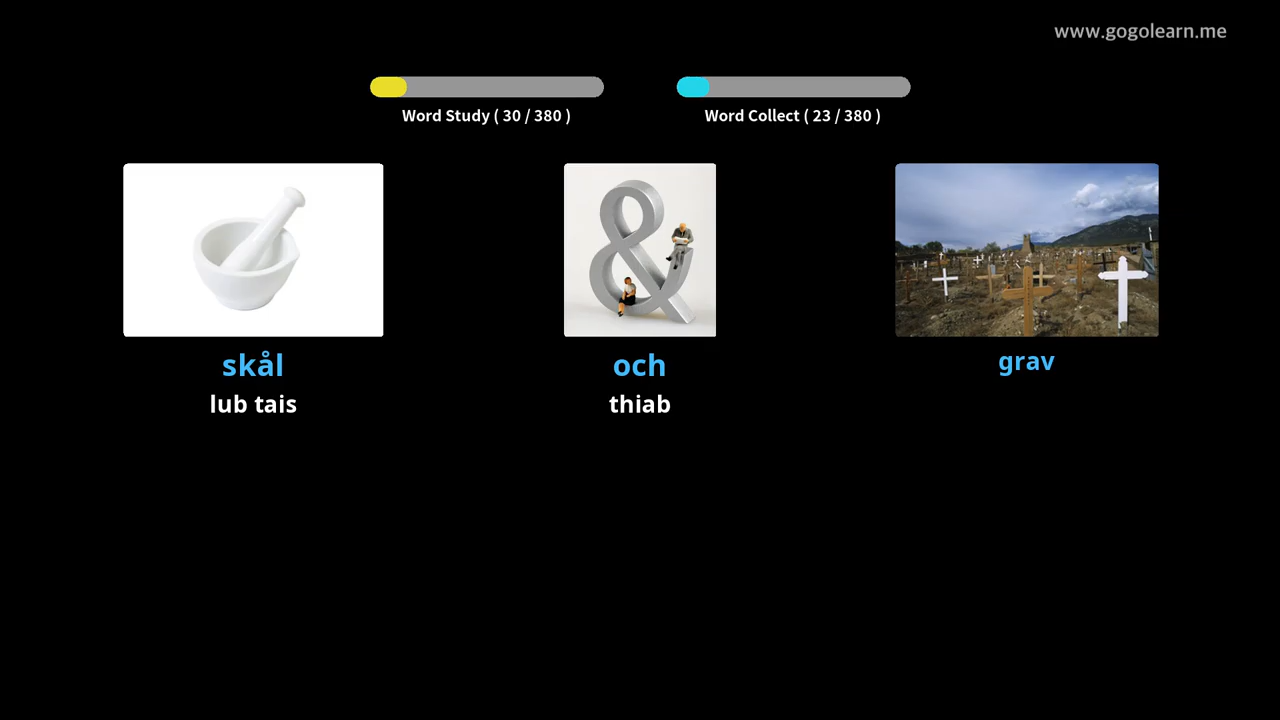 www.gogolearn.me
Word Study ( 30 / 380 )
Word Collect ( 23 / 380 )
skål
och
grav
lub tais
thiab